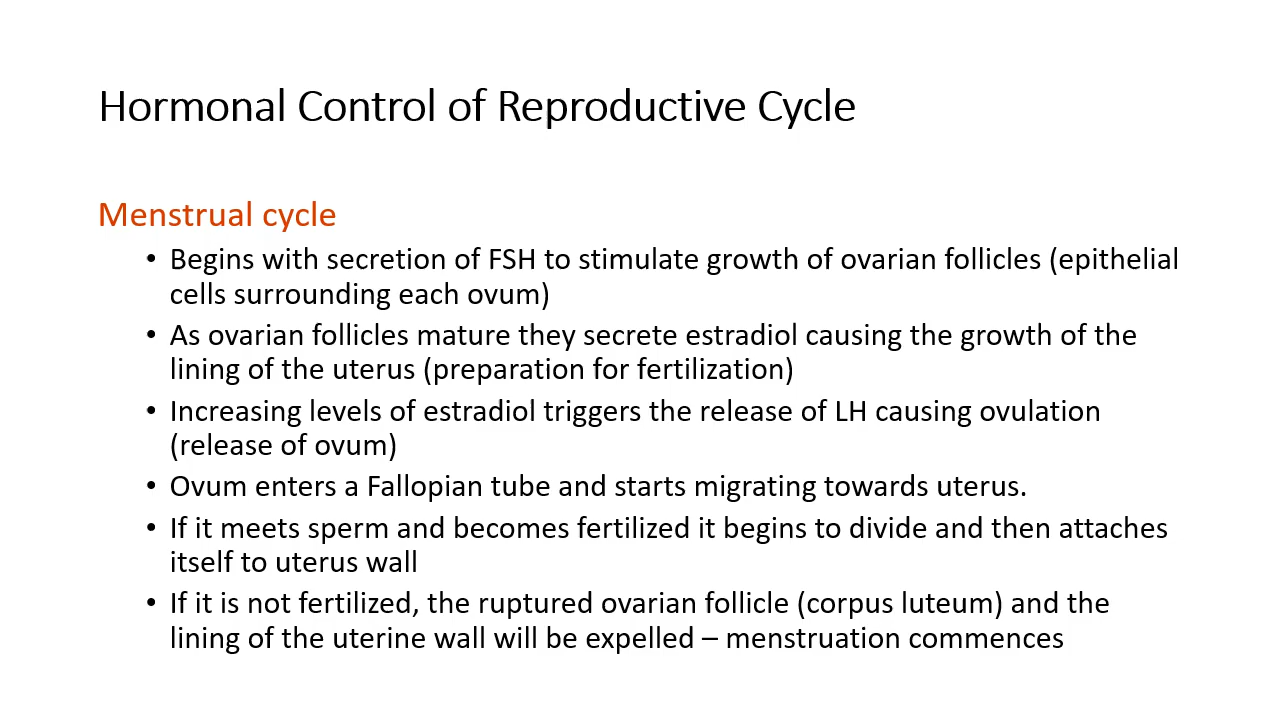 Hormonal Control of Reproductive Cycle
Menstrual cycle
• Begins with secretion of FSH to stimulate growth of ovarian follicles (epithelial
cells surrounding each ovum)
• As ovarian follicles mature they secrete estradiol causing the growth of the
lining of the uterus (preparation for fertilization)
• Increasing levels of estradiol triggers the release of LH causing ovulation
(release of ovum)
• Ovum enters a Fallopian tube and starts migrating towards uterus.
• If it meets sperm and becomes fertilized it begins to divide and then attaches
itself to uterus wall
• If it is not fertilized, the ruptured ovarian follicle (corpus luteum) and the
lining of the uterine wall will be expelled – menstruation commences